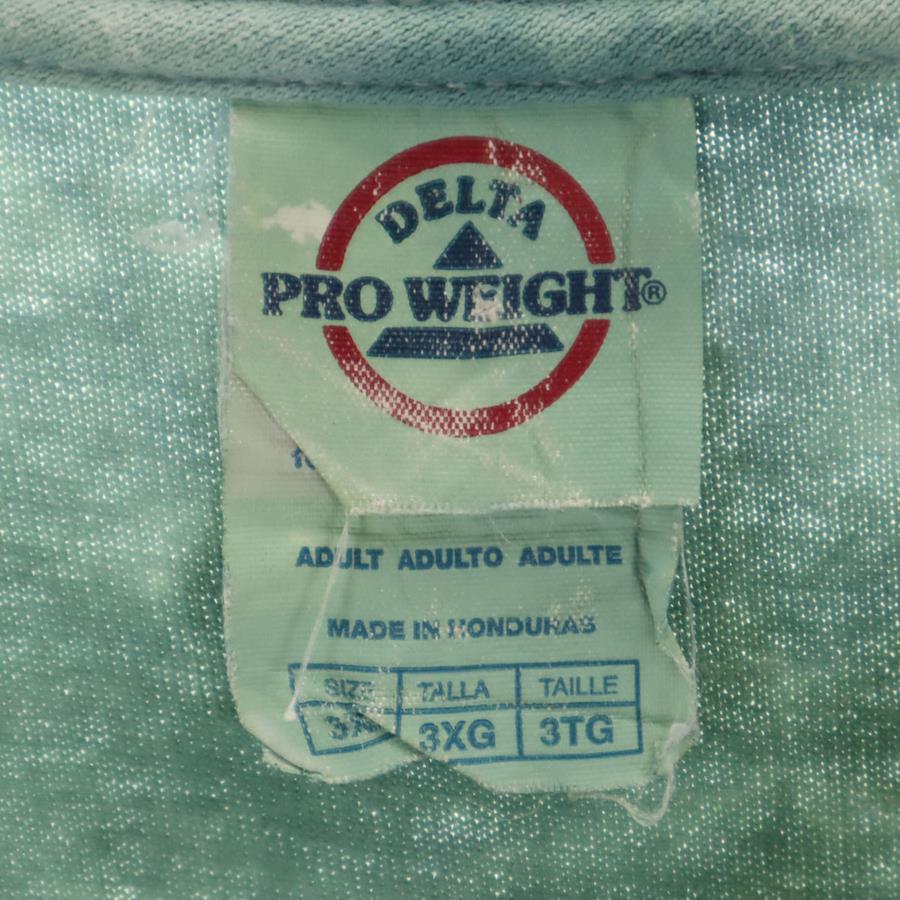 DELTA
PRO WEIGHT®
ADULT ADULTO ADULTE
MADE IN HONDURAS
SIZE TALLA TAILLE
3XG 3TG